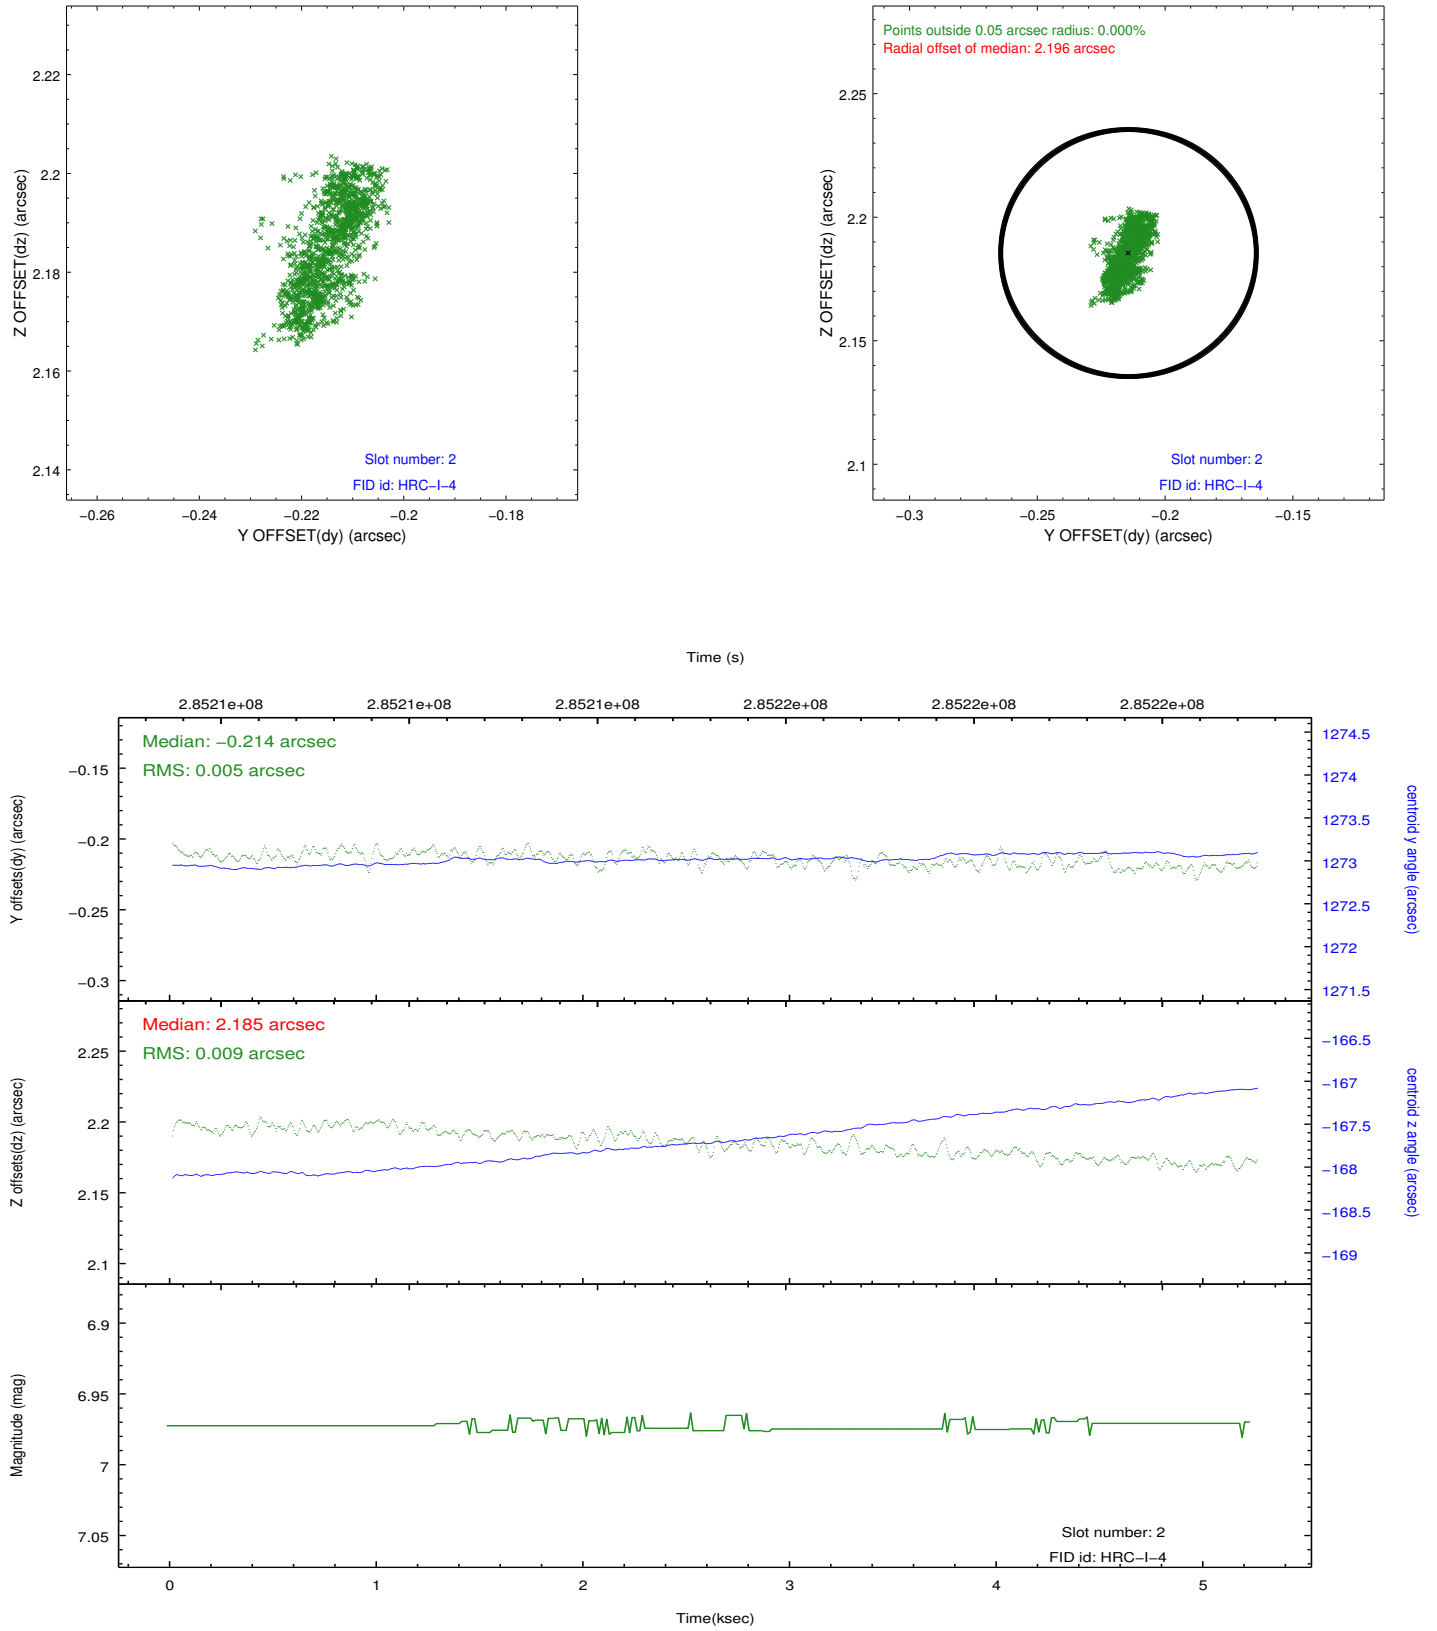 2.22
2.2
2.18
2.16
2.14
Z OFFSET(dz) (arcsec)
Slot number: 2
FID id: HRC−I−4
−0.26 −0.24 −0.22 −0.2 −0.18
Y OFFSET(dy) (arcsec)
Points outside 0.05 arcsec radius: 0.000%
Radial offset of median: 2.196 arcsec
2.25
2.2
2.15
2.1
Z OFFSET(dz) (arcsec)
Slot number: 2
FID id: HRC−I−4
−0.3 −0.25 −0.2 −0.15
Y OFFSET(dy) (arcsec)
Time (s)
2.8521e+08 2.8521e+08 2.8521e+08 2.8522e+08 2.8522e+08 2.8522e+08
Median: −0.214 arcsec
RMS: 0.005 arcsec
−0.15
−0.2
−0.25
−0.3
Y offsets(dy) (arcsec)
1274.5
1274
1273.5
1273
1272.5
1272
1271.5
centroid y angle (arcsec)
Median: 2.185 arcsec
RMS: 0.009 arcsec
2.25
2.2
2.15
2.1
Z offsets(dz) (arcsec)
−166.5
−167
−167.5
−168
−168.5
−169
centroid z angle (arcsec)
6.9
6.95
7
7.05
Magnitude (mag)
Slot number: 2
FID id: HRC−I−4
0 1 2 3 4 5
Time(ksec)